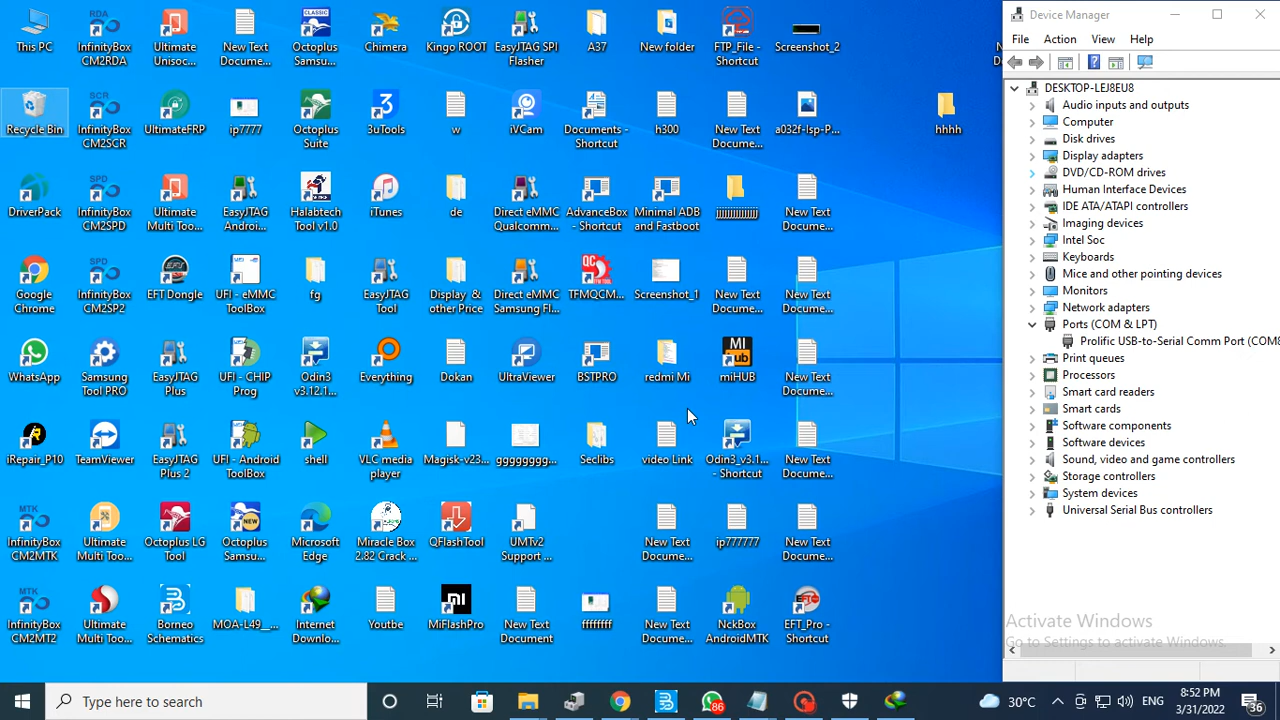 This PC
InfinityBox
CM2RDA
Ultimate
Unisoc...
New Text
Docume...
Octoplus
Samsu...
Chimera
Kingo ROOT
EasyJTAG SPI
Flasher
A37
New folder
FTP_File -
Shortcut
Screenshot_2
Recycle Bin
InfinityBox
CM2SCR
UltimateFRP
ip7777
Octoplus
Suite
3uTools
w
iVCam
Documents -
Shortcut
h300
New Text
Docume...
a032f-lsp-P...
hhhh
DriverPack
InfinityBox
CM2SPD
Ultimate
Multi Too...
EasyJTAG
Androi...
Halabtech
Tool v1.0
iTunes
de
Direct eMMC
Qualcomm...
AdvanceBox
- Shortcut
Minimal ADB
and Fastboot
New Text
Docume...
Google
Chrome
InfinityBox
CM2SP2
EFT Dongle
UFI - eMMC
ToolBox
fg
EasyJTAG
Tool
Display &
other Price
Direct eMMC
Samsung Fl...
TFMQCM...
Screenshot_1
New Text
Docume...
New Text
Docume...
WhatsApp
Samsung
Tool PRO
EasyJTAG
Plus
UFI - CHIP
Prog
Odin3
v3.12.1...
Everything
Dokan
UltraViewer
BSTPRO
redmi Mi
miHUB
New Text
Docume...
iRepair_P10
TeamViewer
EasyJTAG
Plus 2
UFI - Android
ToolBox
shell
VLC media
player
Magisk-v23...
ggggggggg...
Seclibs
video Link
Odin3_v3.1...
- Shortcut
New Text
Docume...
InfinityBox
CM2MTK
Ultimate
Multi Too...
Octoplus LG
Tool
Octoplus
Samsu...
Microsoft
Edge
Miracle Box
2.82 Crack ...
QFlashTool
UMTv2
Support ...
New Text
Docume...
ip777777
New Text
Docume...
InfinityBox
CM2MT2
Ultimate
Multi Too...
Borneo
Schematics
MOA-L49__...
Internet
Downlo...
Youtbe
MiFlashPro
New Text
Document
ffffffff
New Text
Docume...
NckBox
AndroidMTK
EFT_Pro -
Shortcut
Device Manager
File Action View Help
DESKTOP-LEJ8EU8
Audio inputs and outputs
Computer
Disk drives
Display adapters
DVD/CD-ROM drives
Human Interface Devices
IDE ATA/ATAPI controllers
Imaging devices
Intel Soc
Keyboards
Mice and other pointing devices
Monitors
Network adapters
Ports (COM & LPT)
Prolific USB-to-Serial Comm Port (COM8
Print queues
Processors
Smart card readers
Smart cards
Software components
Software devices
Sound, video and game controllers
Storage controllers
System devices
Universal Serial Bus controllers
Activate Windows
Go to Settings to activate Windows.
Type here to search
86
30°C
ENG
8:52 PM
3/31/2022
36